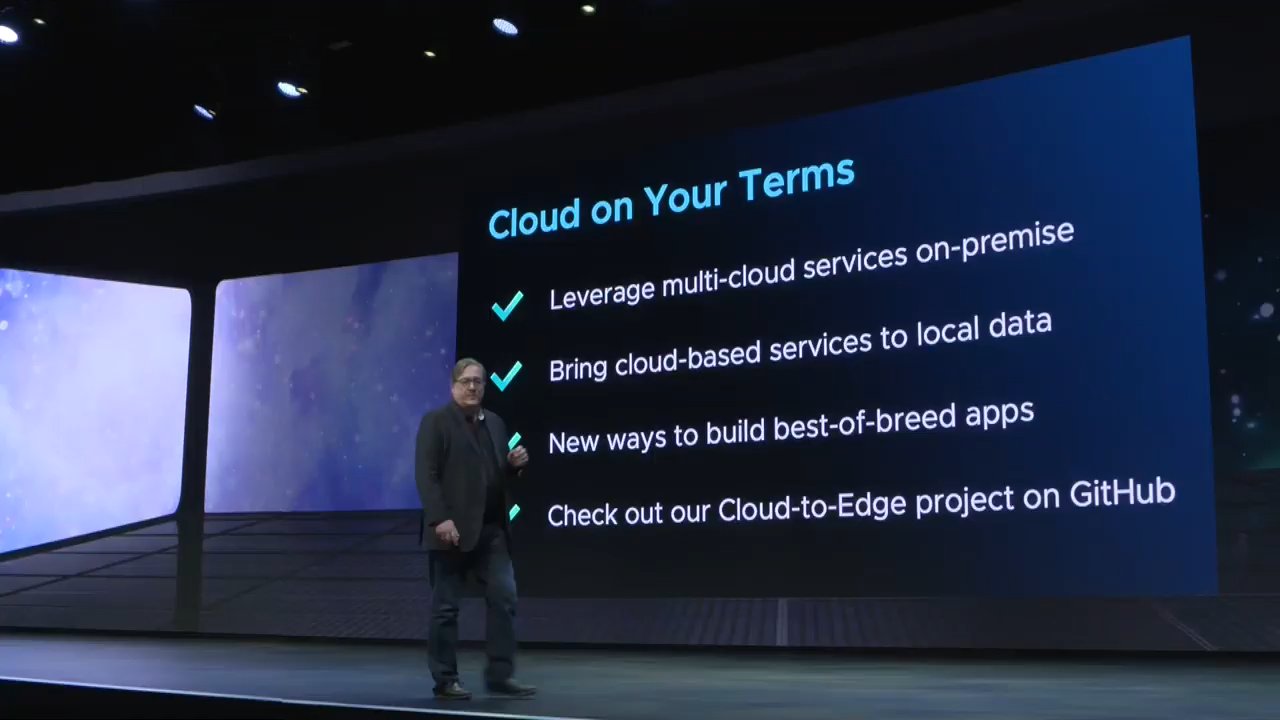 Cloud on Your Terms
Leverage multi-cloud services on-premise
Bring cloud-based services to local data
New ways to build best-of-breed apps
Check out our Cloud-to-Edge project on GitHub